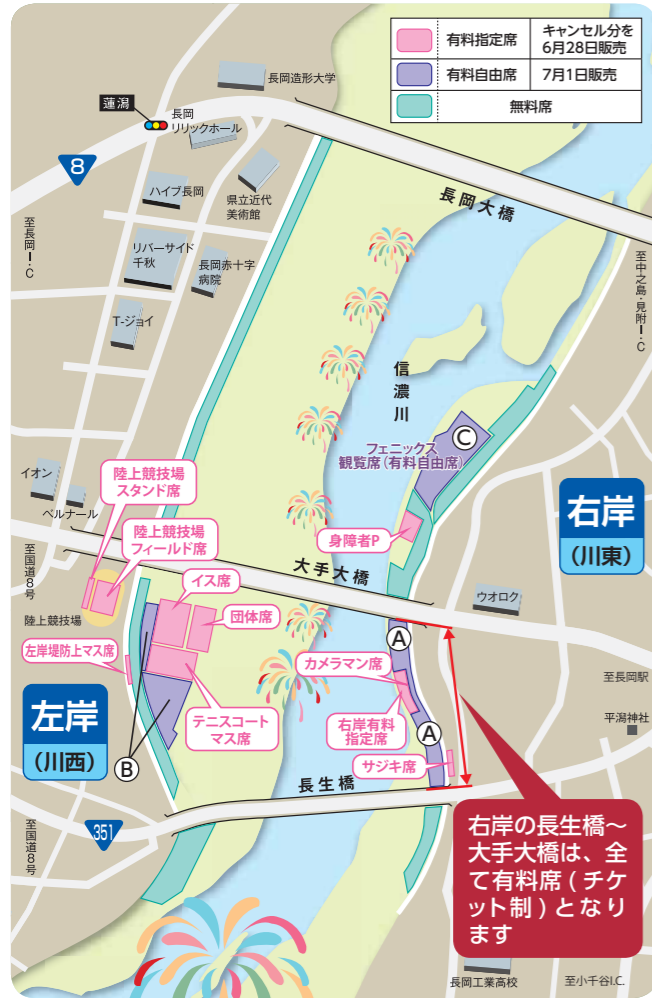 有料指定席
キャンセル分を
6月28日販売
有料自由席
7月1日販売
無料席
長岡造形大学
蓮潟
長岡
リリックホール
8
ハイブ長岡
県立近代
美術館
長岡大橋
至長岡I・C
リバーサイド
千秋
長岡赤十字
病院
至中之島・見附I・C
T-ジョイ
信濃川
C
フェニックス
観覧席(有料自由席)
イオン
ベルナール
陸上競技場
スタンド席
陸上競技場
フィールド席
右岸
(川東)
身障者P
至国道8号
大手大橋
イス席
ウオロク
団体席
陸上競技場
A
左岸堤防上マス席
カメラマン席
至長岡駅
左岸
(川西)
テニスコート
マス席
右岸有料
指定席
A
平潟神社
B
サジキ席
長生橋
351
至国道8号
右岸の長生橋～
大手大橋は、全
て有料席(チケ
ット制)となり
ます
長岡工業高校
至小千谷I.C.